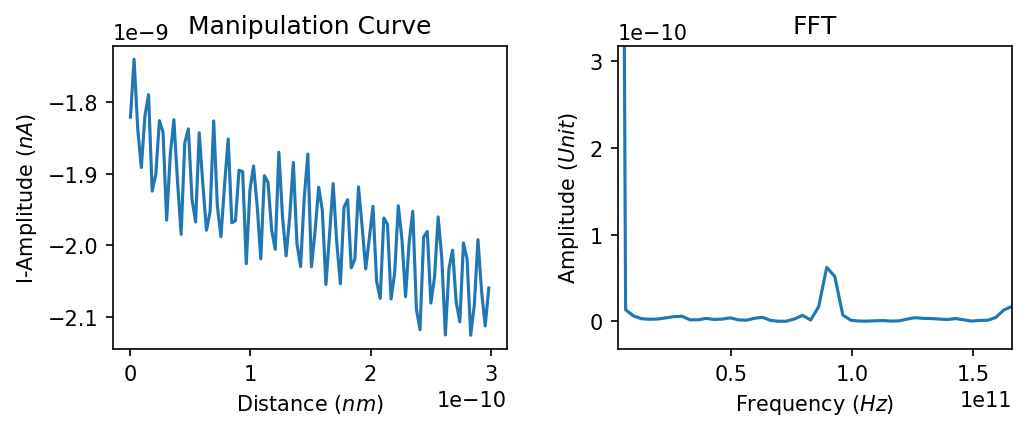 Manipulation Curve
1e−9
−1.8
−1.9
−2.0
−2.1
I-Amplitude (nA)
0 1 2 3
1e−10
Distance (nm)
FFT
1e−10
3
2
1
0
Amplitude (Unit)
0.5 1.0 1.5
1e11
Frequency (Hz)